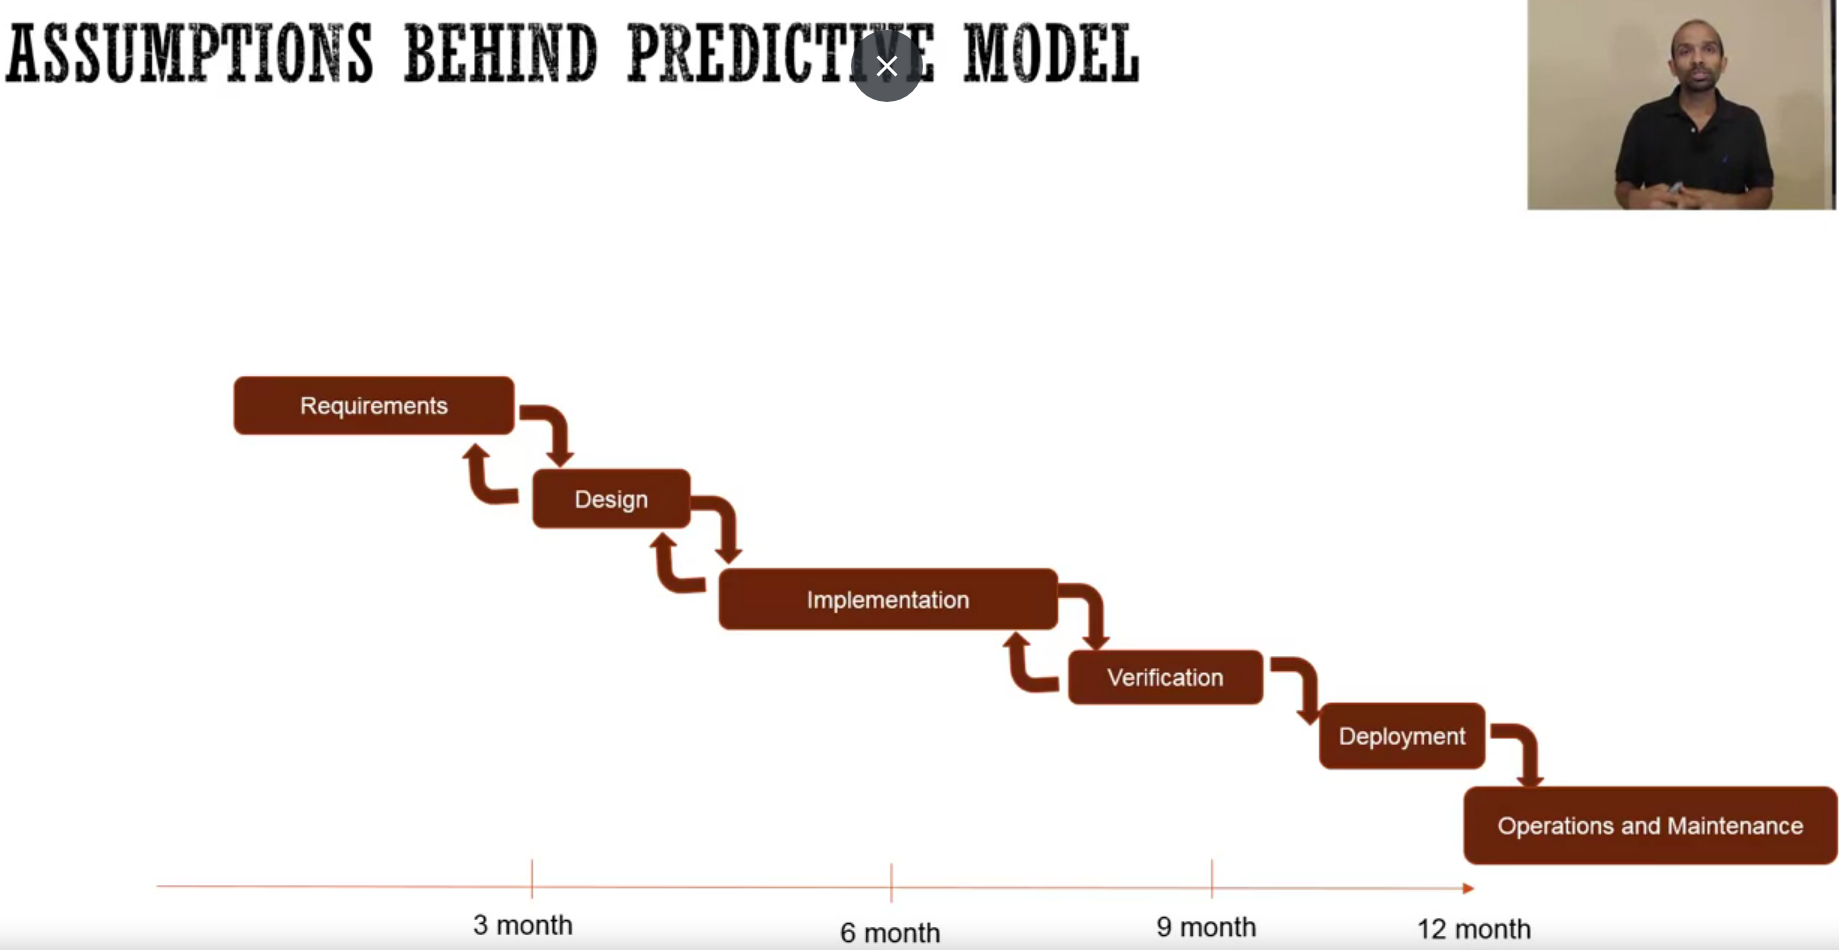 ASSUMPTIONS BEHIND PREDICTIVE MODEL
Requirements
Design
Implementation
Verification
Deployment
Operations and Maintenance
3 month
6 month
9 month
12 month